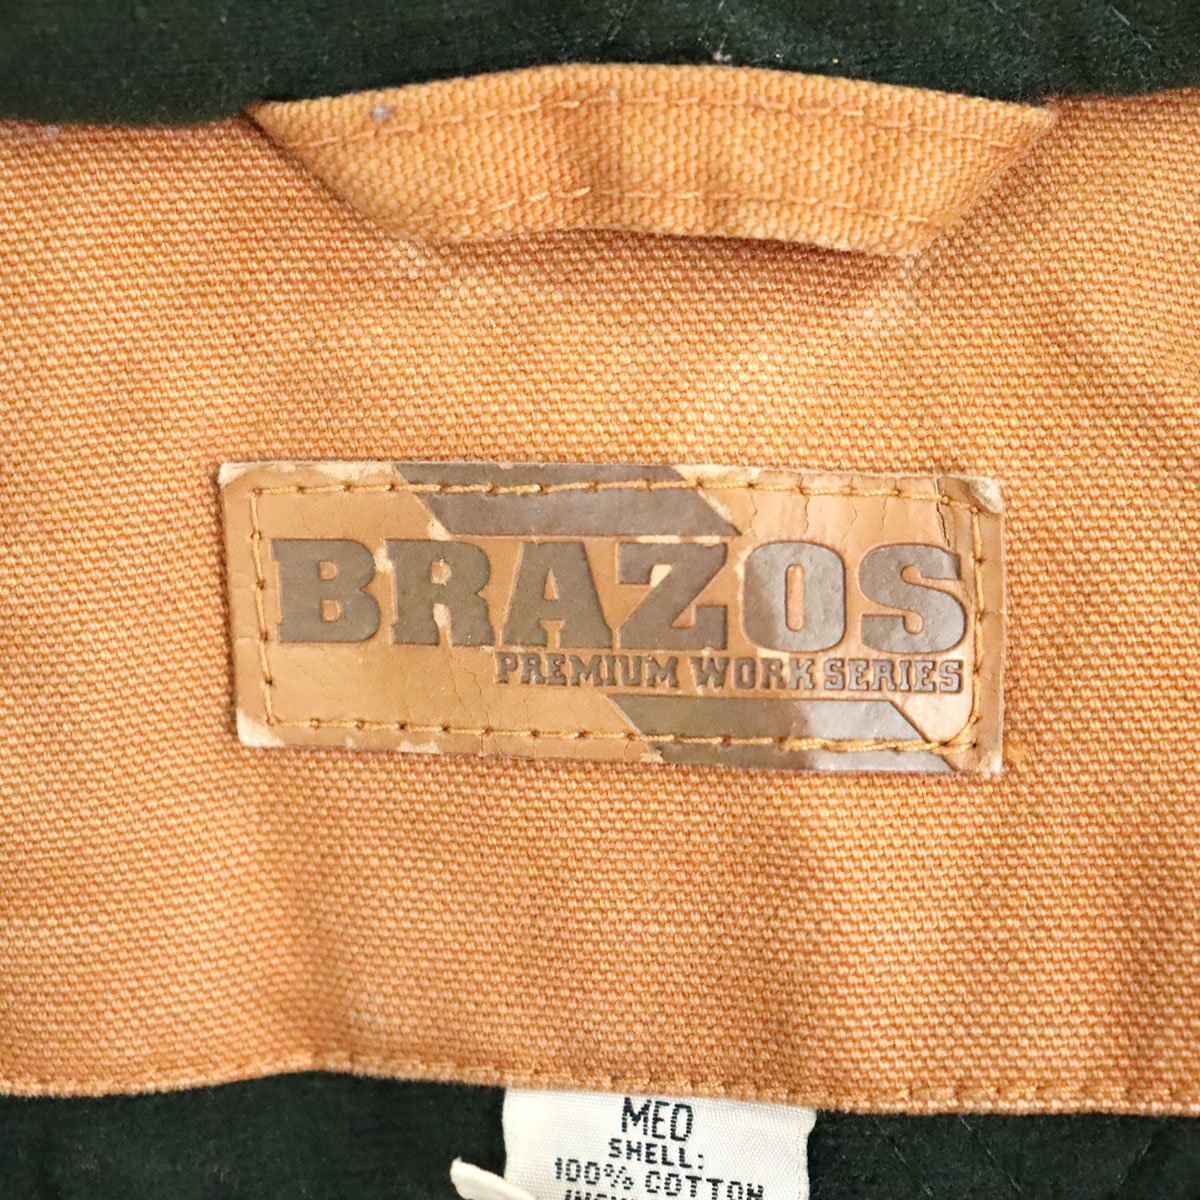 BRAZOS
PREMIUM WORK SERIES
MED
SHELL:
100% COTTON